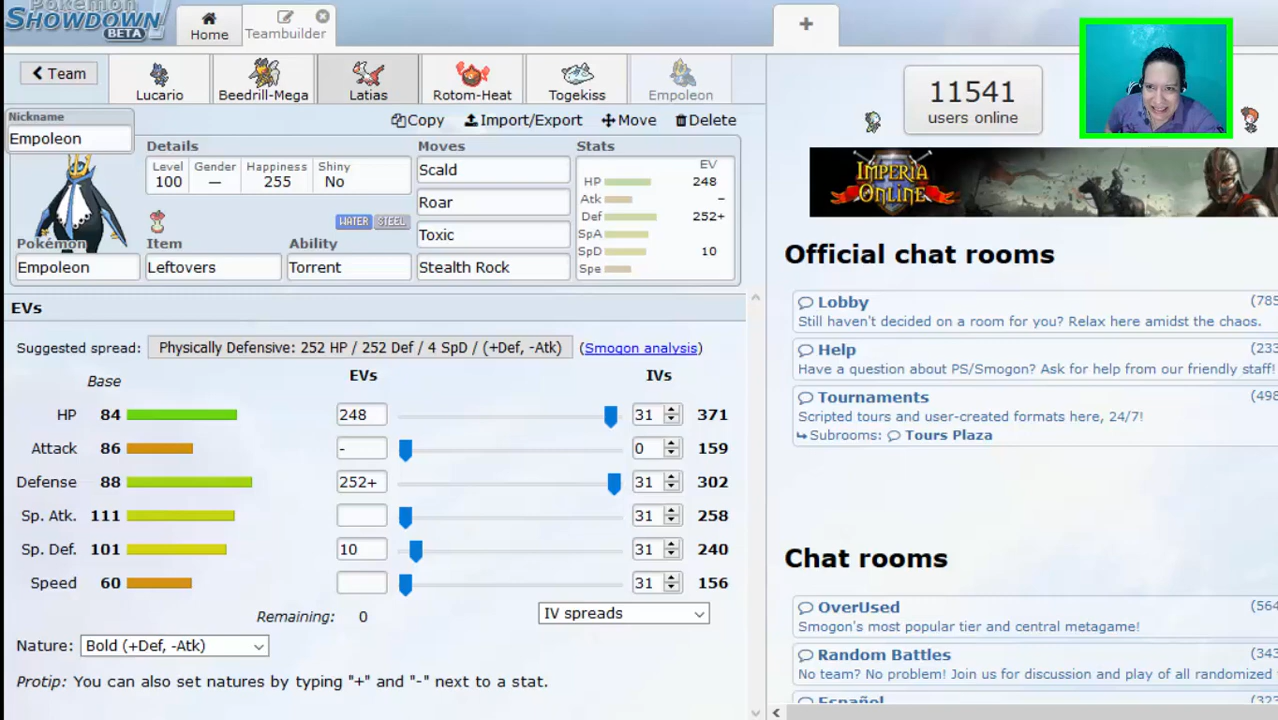 Pokémon
SHOWDOWN
BETA
Home
Teambuilder
+
Team
Lucario
Beedrill-Mega
Latias
Rotom-Heat
Togekiss
Empoleon
Copy
Import/Export
Move
Delete
Nickname
Empoleon
Details
Level
100
Gender
—
Happiness
255
Shiny
No
WATER
STEEL
Pokémon
Empoleon
Item
Leftovers
Ability
Torrent
Moves
Scald
Roar
Toxic
Stealth Rock
Stats
EV
HP 248
Atk –
Def 252+
SpA
SpD 10
Spe
EVs
Suggested spread: Physically Defensive: 252 HP / 252 Def / 4 SpD / (+Def, -Atk) (Smogon analysis)
Base EVs IVs
HP 84 248 31 371
Attack 86 - 0 159
Defense 88 252+ 31 302
Sp. Atk. 111 31 258
Sp. Def. 101 10 31 240
Speed 60 31 156
Remaining: 0 IV spreads
Nature: Bold (+Def, -Atk)
Protip: You can also set natures by typing "+" and "-" next to a stat.
11541
users online
IMPERIA
ONLINE
Official chat rooms
Lobby (785
Still haven't decided on a room for you? Relax here amidst the chaos.
Help (233
Have a question about PS/Smogon? Ask for help from our friendly staff!
Tournaments (498
Scripted tours and user-created formats here, 24/7!
↳ Subrooms: Tours Plaza
Chat rooms
OverUsed (564
Smogon's most popular tier and central metagame!
Random Battles (343
No team? No problem! Join us for discussion and play of all randomized
Español (323